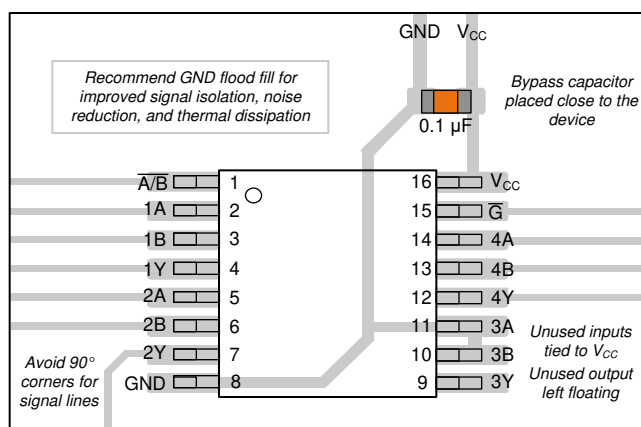 GND VCC
Recommend GND flood fill for
improved signal isolation, noise
reduction, and thermal dissipation
Bypass capacitor
placed close to the
device
0.1 µF
A̅/̅B̅ 1 16 VCC
1A 2 15 G̅
1B 3 14 4A
1Y 4 13 4B
2A 5 12 4Y
2B 6 11 3A
2Y 7 10 3B
GND 8 9 3Y
Avoid 90°
corners for
signal lines
Unused inputs
tied to VCC
Unused output
left floating